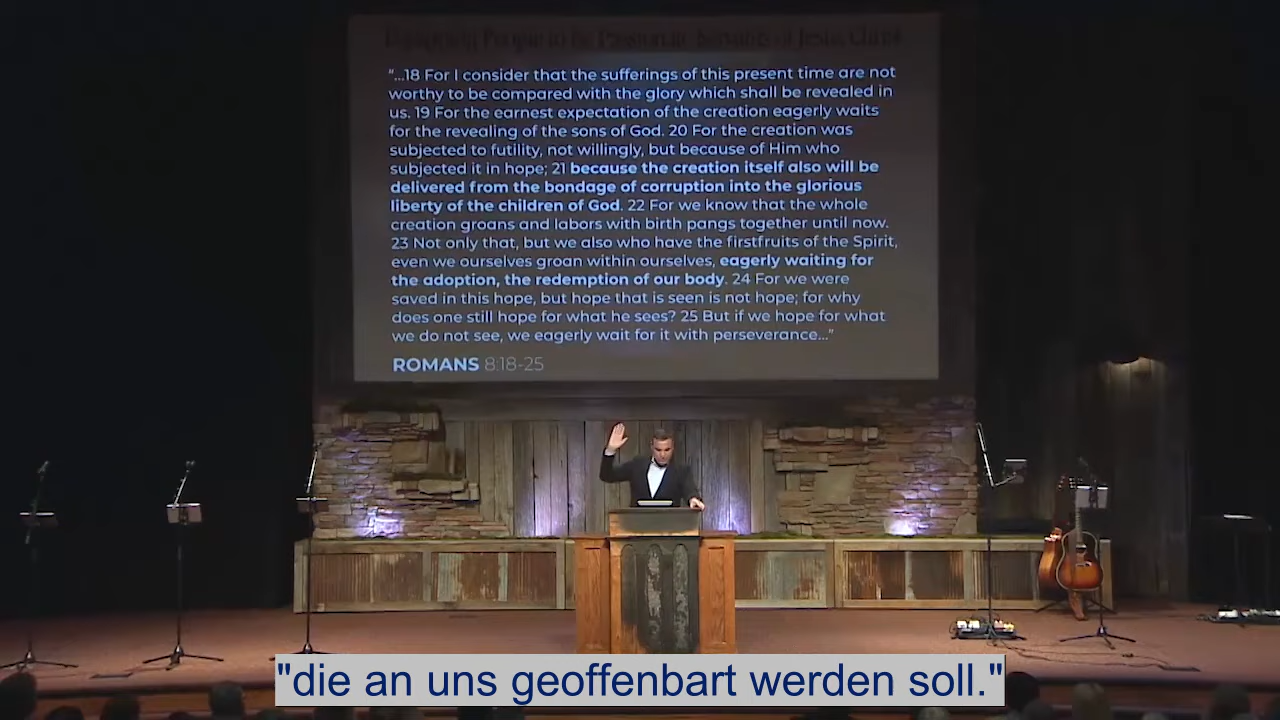 "...18 For I consider that the sufferings of this present time are not
worthy to be compared with the glory which shall be revealed in
us. 19 For the earnest expectation of the creation eagerly waits
for the revealing of the sons of God. 20 For the creation was
subjected to futility, not willingly, but because of Him who
subjected it in hope; 21 because the creation itself also will be
delivered from the bondage of corruption into the glorious
liberty of the children of God. 22 For we know that the whole
creation groans and labors with birth pangs together until now.
23 Not only that, but we also who have the firstfruits of the Spirit,
even we ourselves groan within ourselves, eagerly waiting for
the adoption, the redemption of our body. 24 For we were
saved in this hope, but hope that is seen is not hope; for why
does one still hope for what he sees? 25 But if we hope for what
we do not see, we eagerly wait for it with perseverance..."
ROMANS 8:18-25
"die an uns geoffenbart werden soll."